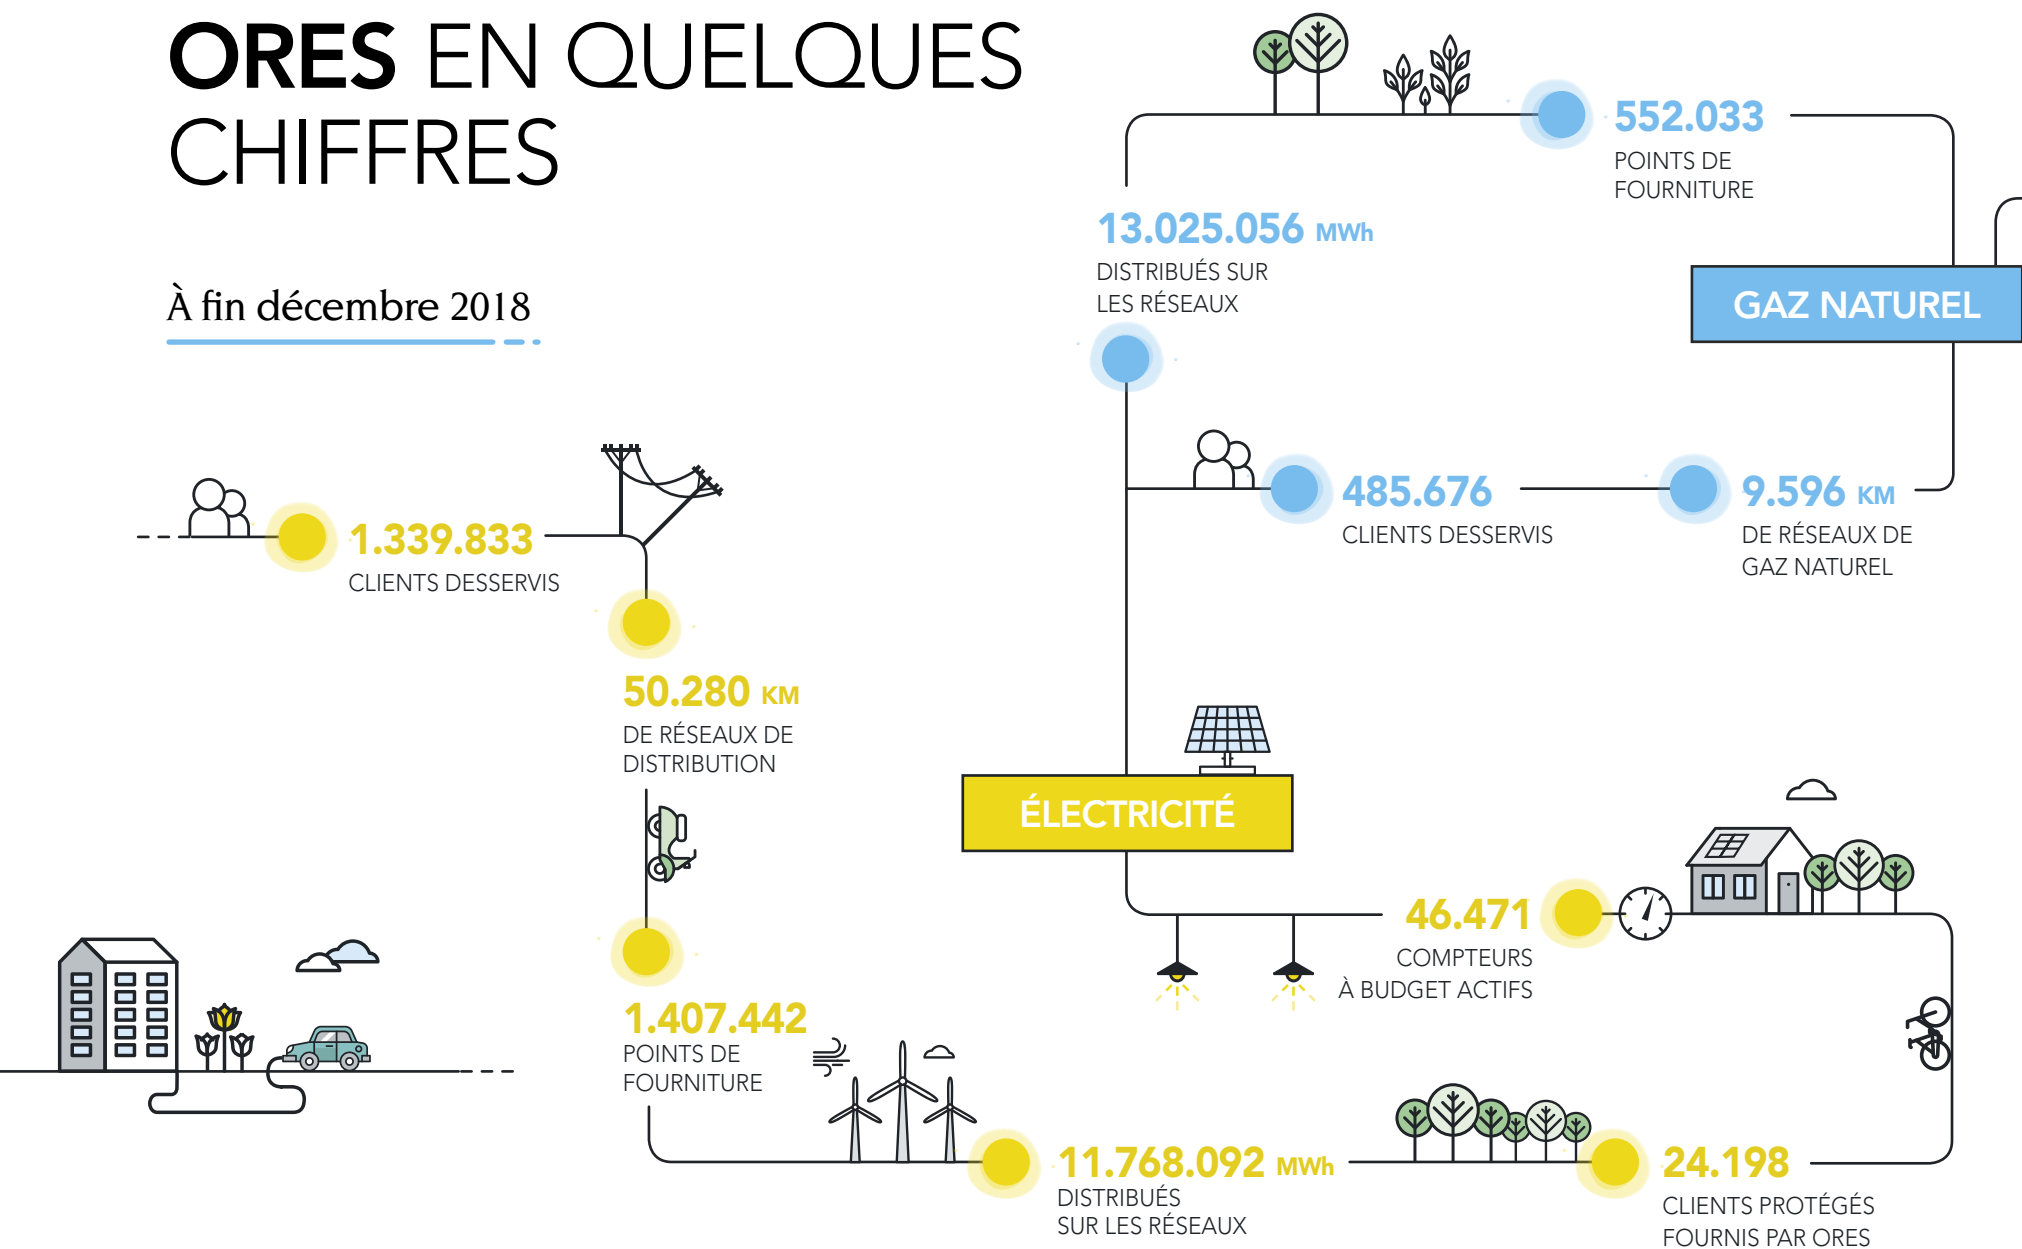 ORES EN QUELQUES
CHIFFRES
À fin décembre 2018
552.033
POINTS DE
FOURNITURE
13.025.056 MWh
DISTRIBUÉS SUR
LES RÉSEAUX
GAZ NATUREL
485.676
CLIENTS DESSERVIS
9.596 KM
DE RÉSEAUX DE
GAZ NATUREL
1.339.833
CLIENTS DESSERVIS
50.280 KM
DE RÉSEAUX DE
DISTRIBUTION
ÉLECTRICITÉ
46.471
COMPTEURS
À BUDGET ACTIFS
1.407.442
POINTS DE
FOURNITURE
11.768.092 MWh
DISTRIBUÉS
SUR LES RÉSEAUX
24.198
CLIENTS PROTÉGÉS
FOURNIS PAR ORES